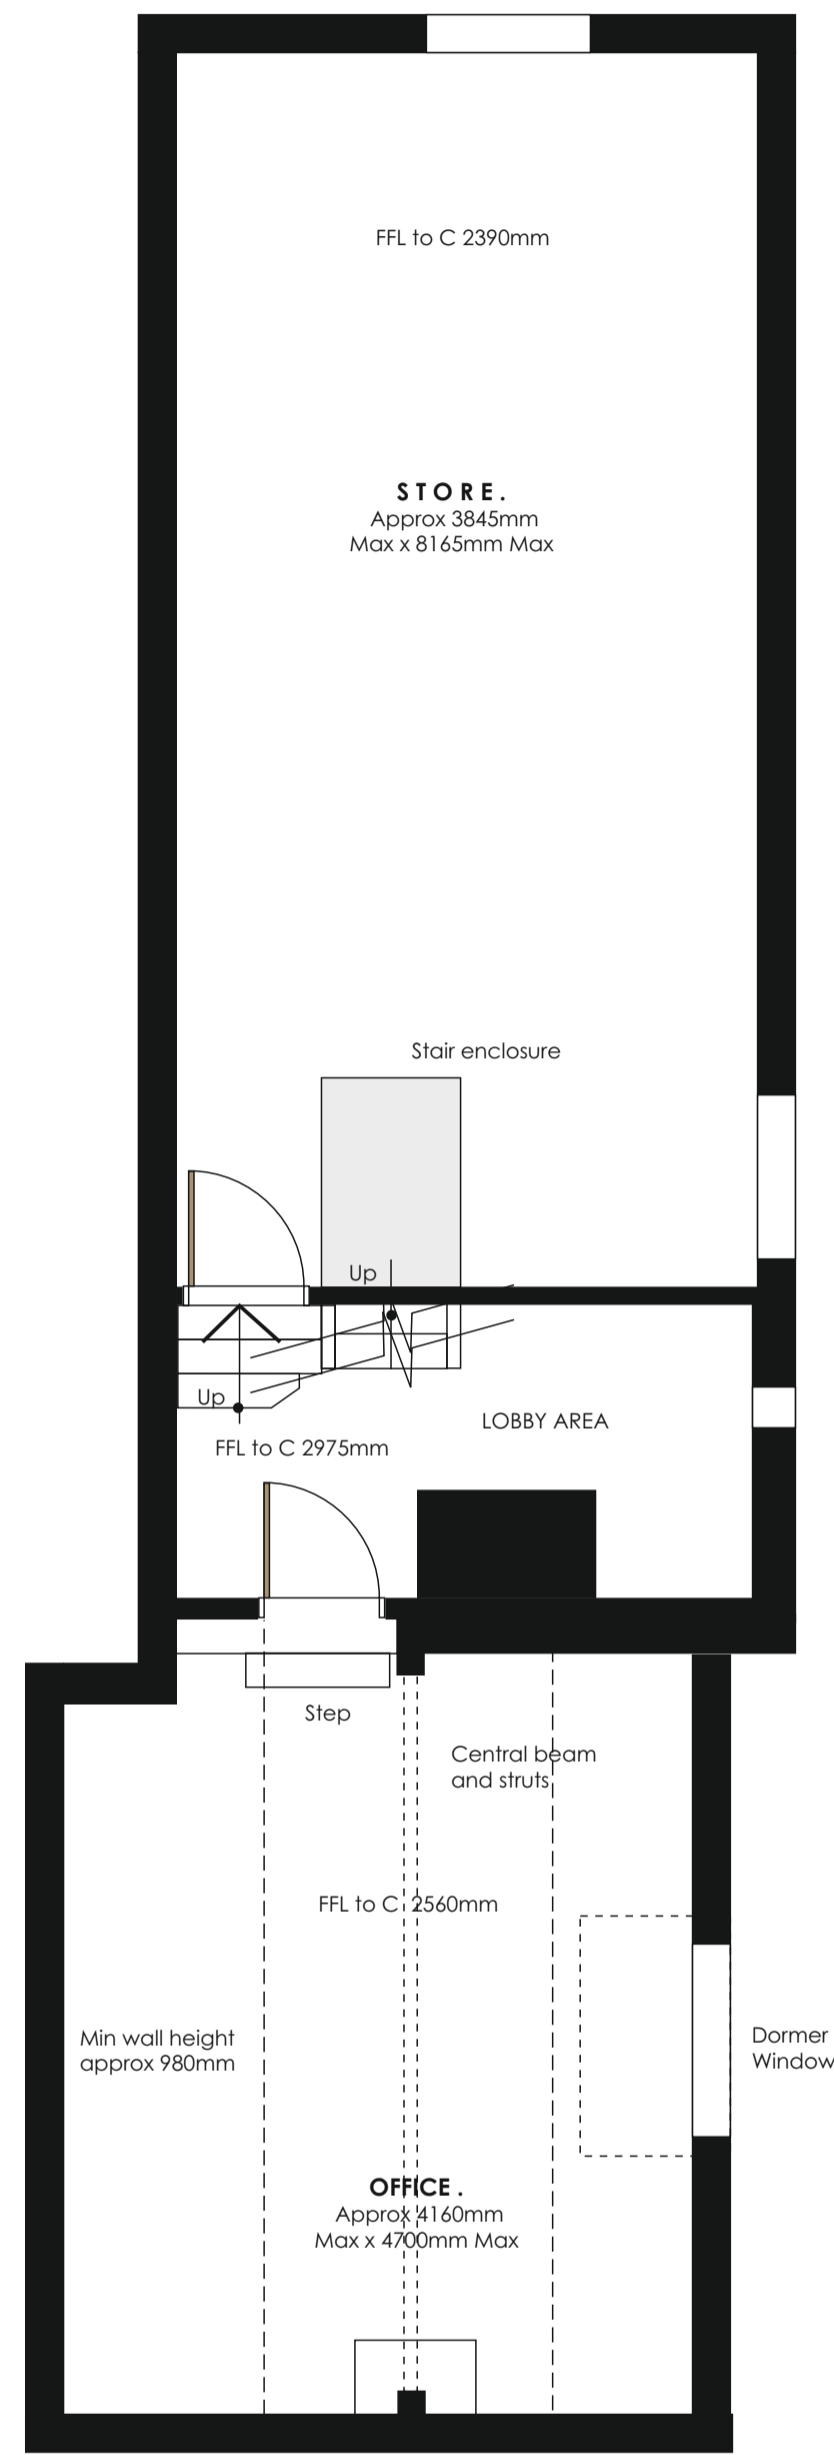 FFL to C 2390mm
STORE.
Approx 3845mm
Max x 8165mm Max
Stair enclosure
Up
Up
LOBBY AREA
FFL to C 2975mm
Step
Central beam
and struts
FFL to C 2560mm
Min wall height
approx 980mm
Dormer
Window
OFFICE.
Approx 4160mm
Max x 4700mm Max